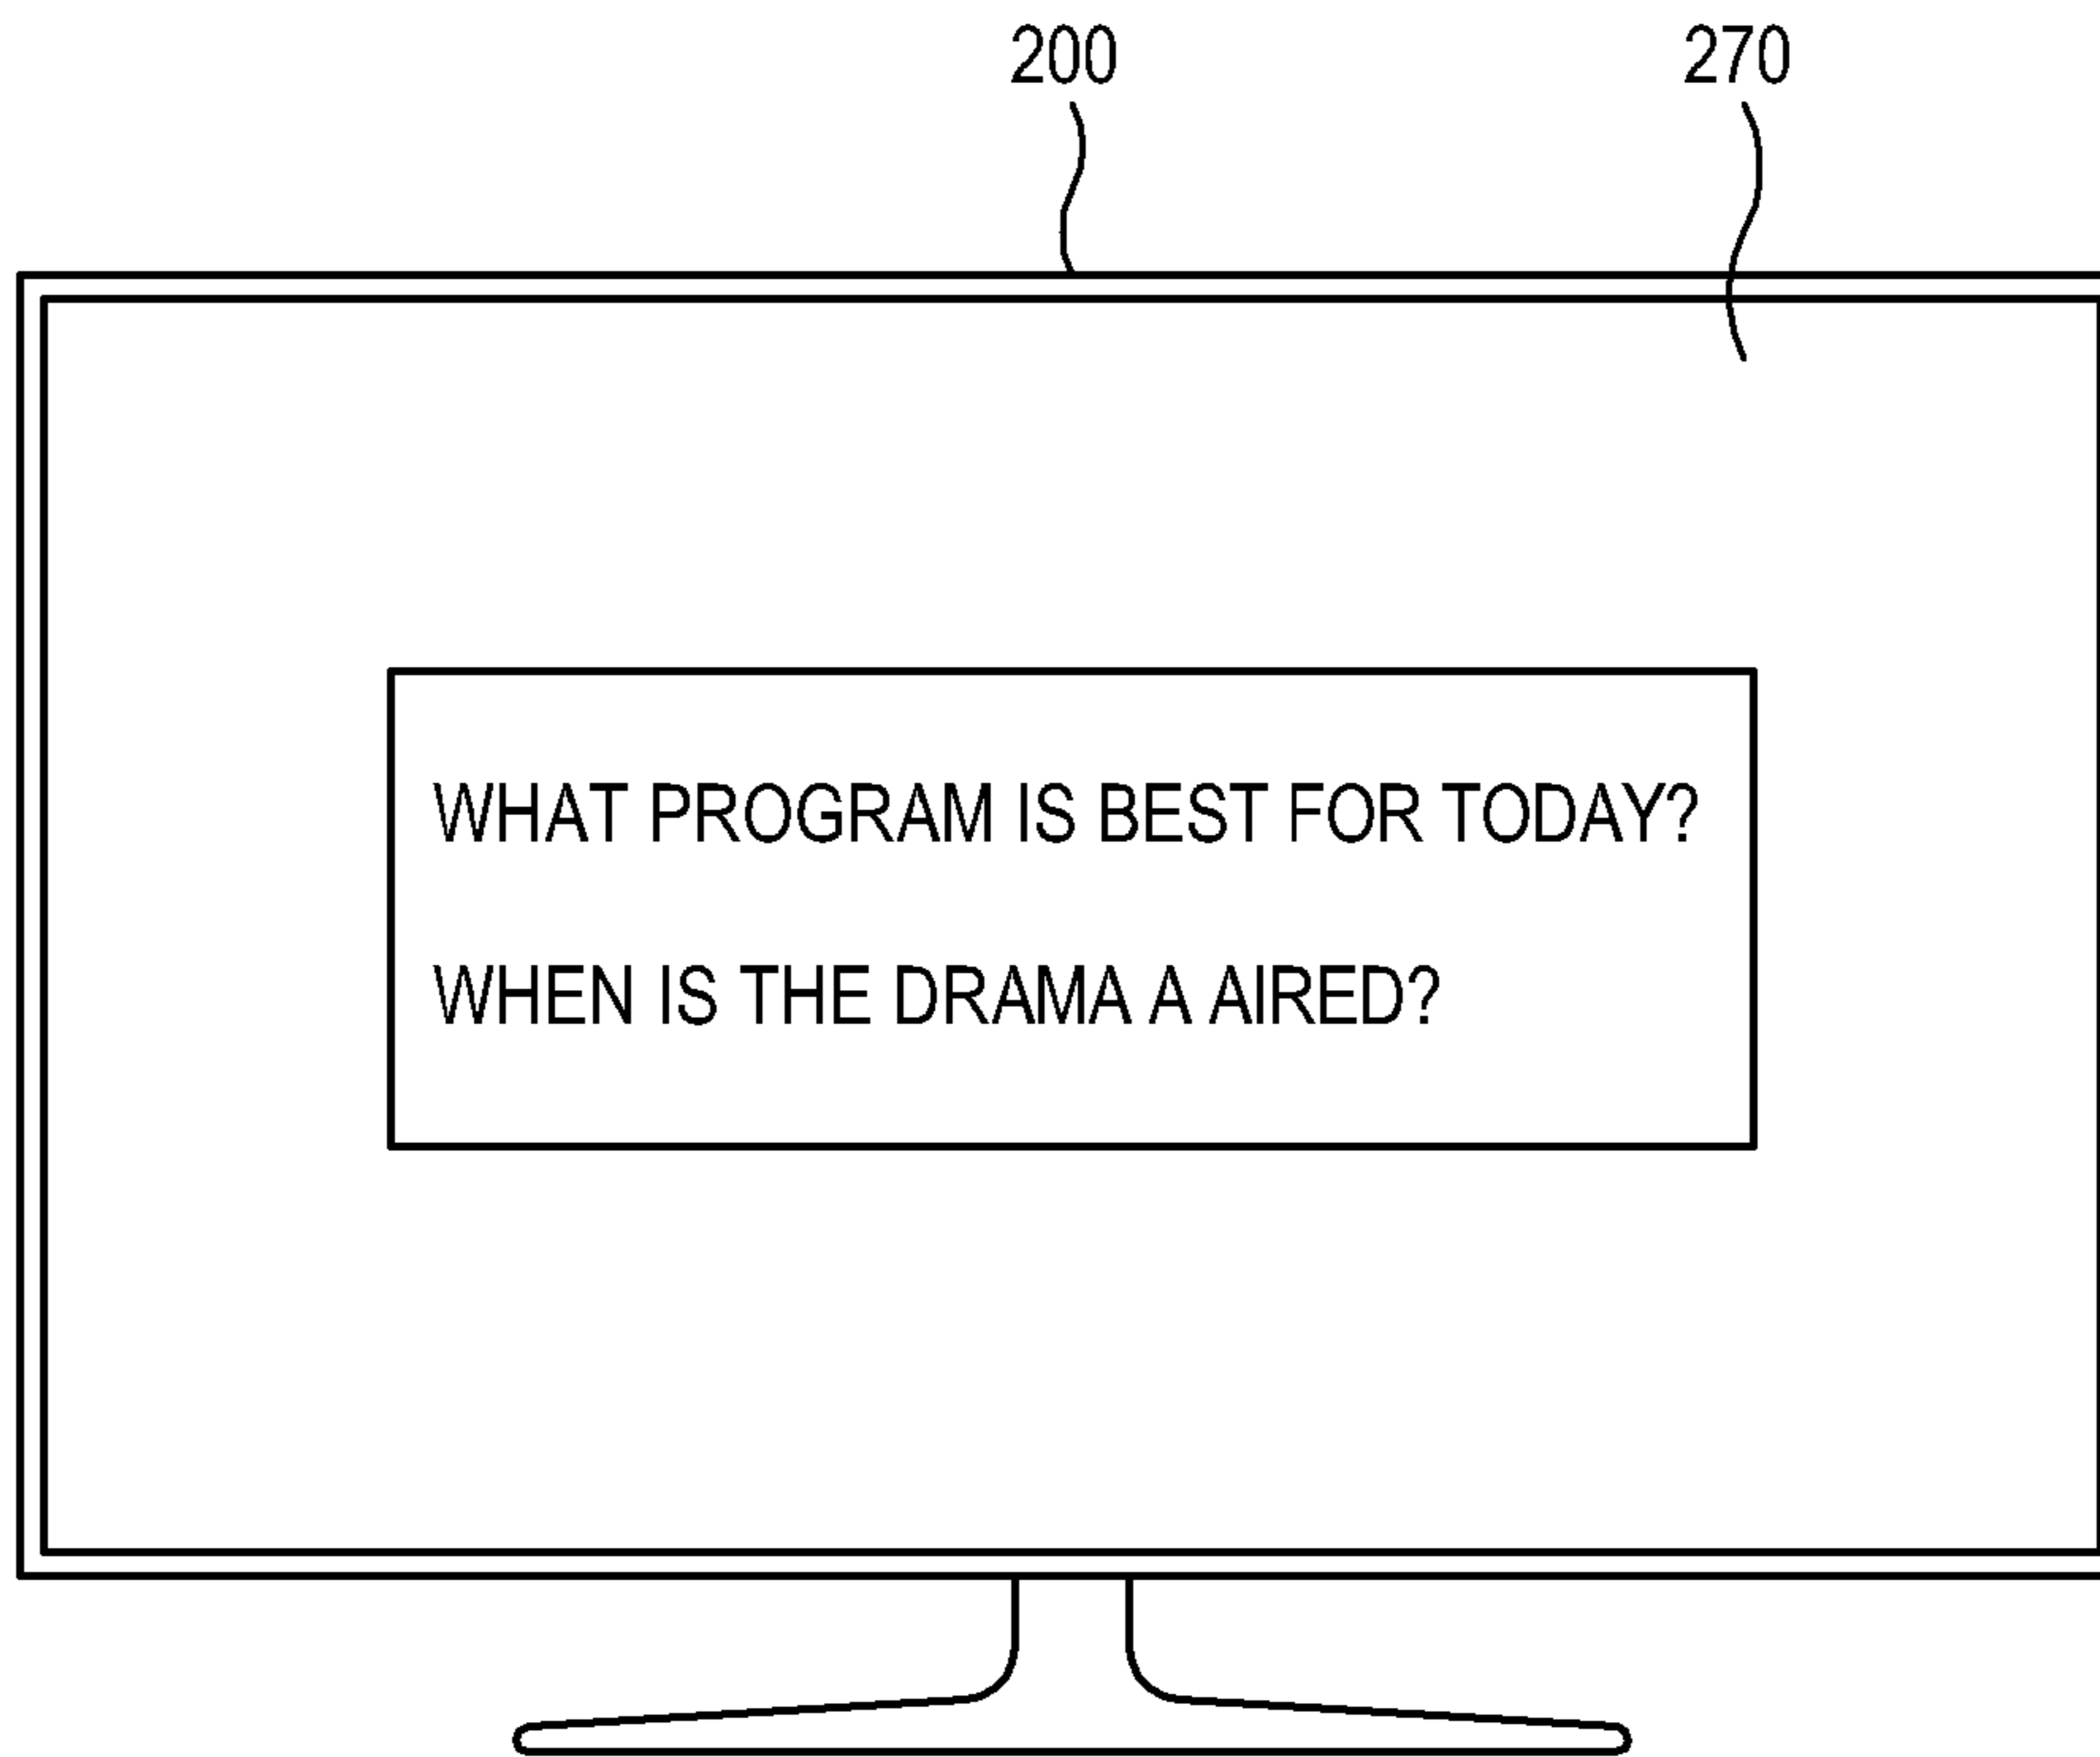 200 270
WHAT PROGRAM IS BEST FOR TODAY?
WHEN IS THE DRAMA A AIRED?